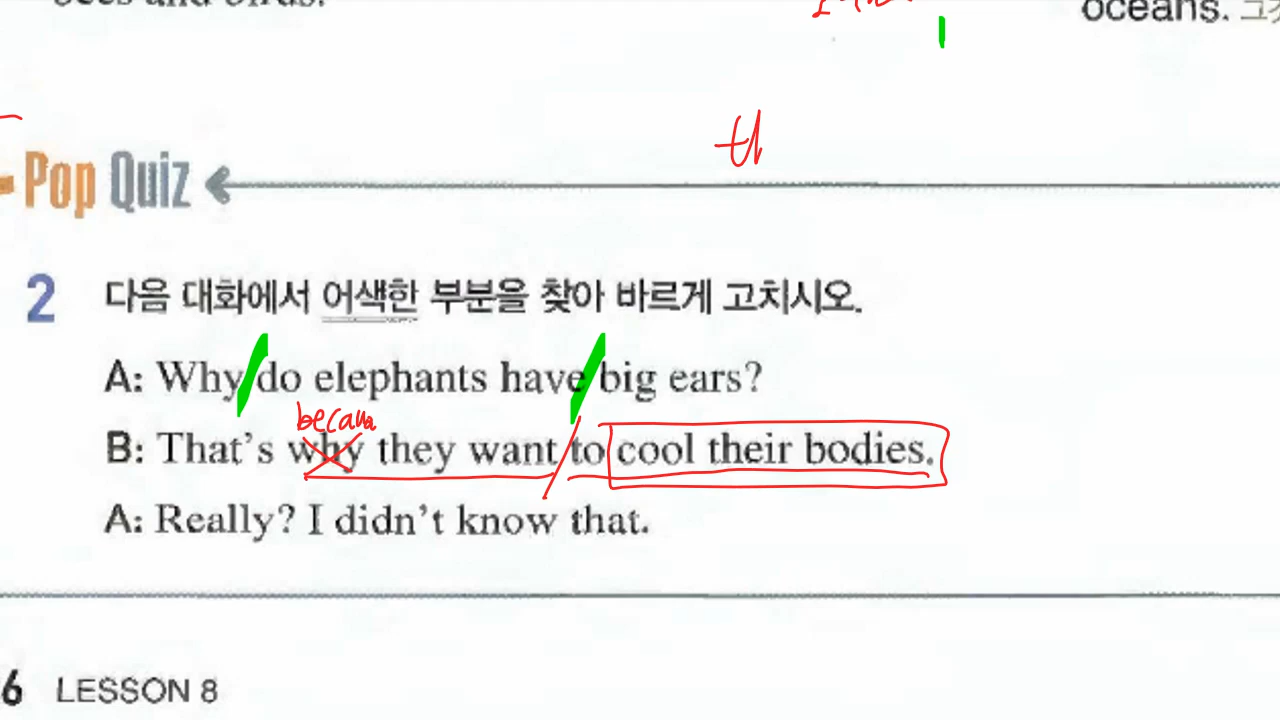 oceans.
Pop Quiz
2 다음 대화에서 어색한 부분을 찾아 바르게 고치시오.
A: Why do elephants have big ears?
B: That's why they want to cool their bodies.
A: Really? I didn't know that.
6 LESSON 8